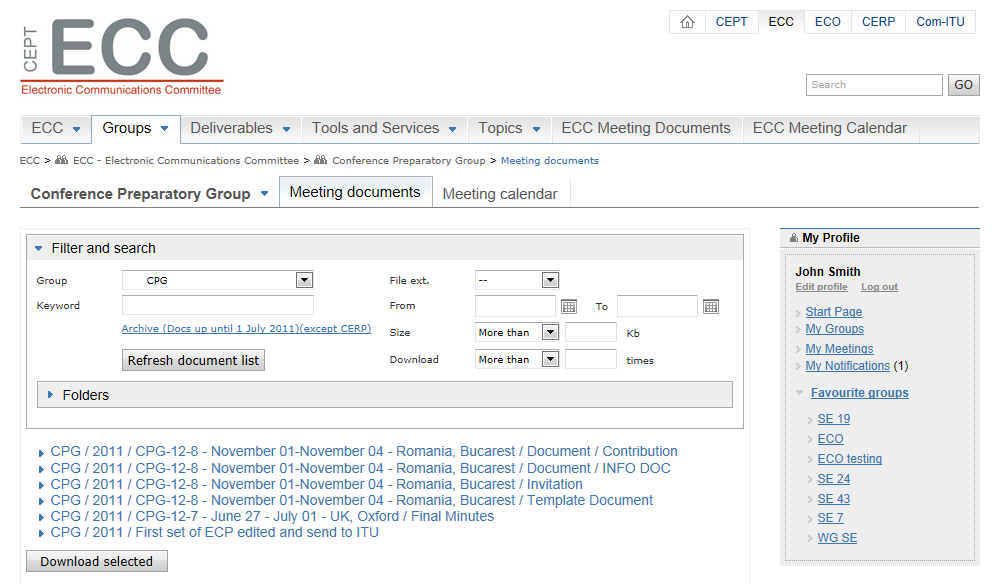 CEPT
ECC
Electronic Communications Committee
CEPT ECC ECO CERP Com-ITU
Search GO
ECC Groups Deliverables Tools and Services Topics ECC Meeting Documents ECC Meeting Calendar
ECC > ECC - Electronic Communications Committee > Conference Preparatory Group > Meeting documents
Conference Preparatory Group Meeting documents Meeting calendar
Filter and search
Group CPG File ext. --
Keyword From To
Archive (Docs up until 1 July 2011)(except CERP) Size More than Kb
Refresh document list Download More than times
Folders
CPG / 2011 / CPG-12-8 - November 01-November 04 - Romania, Bucarest / Document / Contribution
CPG / 2011 / CPG-12-8 - November 01-November 04 - Romania, Bucarest / Document / INFO DOC
CPG / 2011 / CPG-12-8 - November 01-November 04 - Romania, Bucarest / Invitation
CPG / 2011 / CPG-12-8 - November 01-November 04 - Romania, Bucarest / Template Document
CPG / 2011 / CPG-12-7 - June 27 - July 01 - UK, Oxford / Final Minutes
CPG / 2011 / First set of ECP edited and send to ITU
Download selected
My Profile
John Smith
Edit profile Log out
Start Page
My Groups
My Meetings
My Notifications (1)
Favourite groups
SE 19
ECO
ECO testing
SE 24
SE 43
SE 7
WG SE